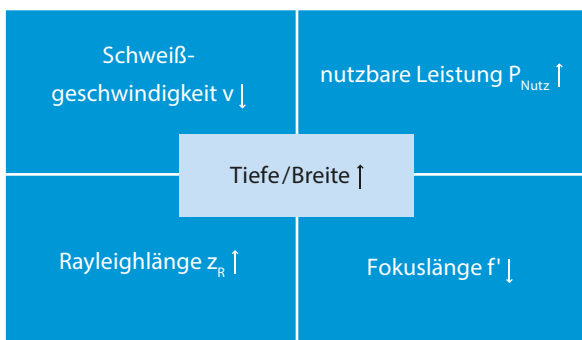 Schweiß-
geschwindigkeit v↓
nutzbare Leistung P_Nutz ↑
Tiefe/Breite ↑
Rayleighlänge z_R ↑
Fokuslänge f' ↓